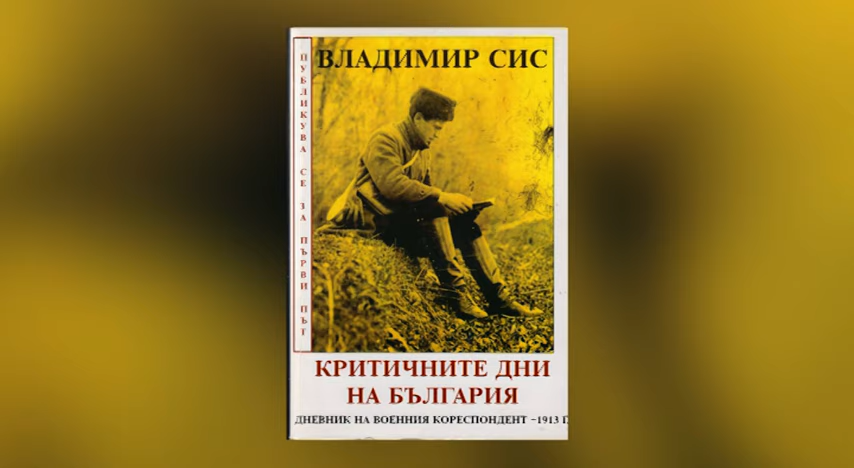 ВЛАДИМИР СИС
ПУБЛИКУВА СЕ ЗА ПЪРВИ ПЪТ
КРИТИЧНИТЕ ДНИ
НА БЪЛГАРИЯ
ДНЕВНИК НА ВОЕННИЯ КОРЕСПОНДЕНТ -1913 Г.